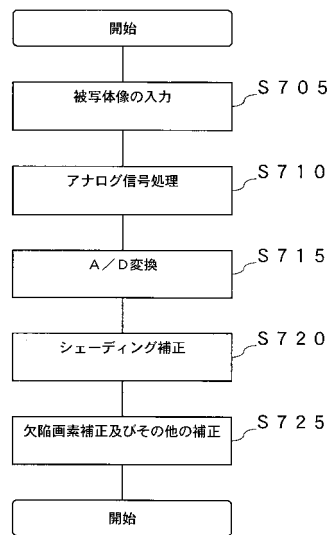 開始
被写体像の入力
S705
アナログ信号処理
S710
A/D変換
S715
シェーディング補正
S720
欠陥画素補正及びその他の補正
S725
開始